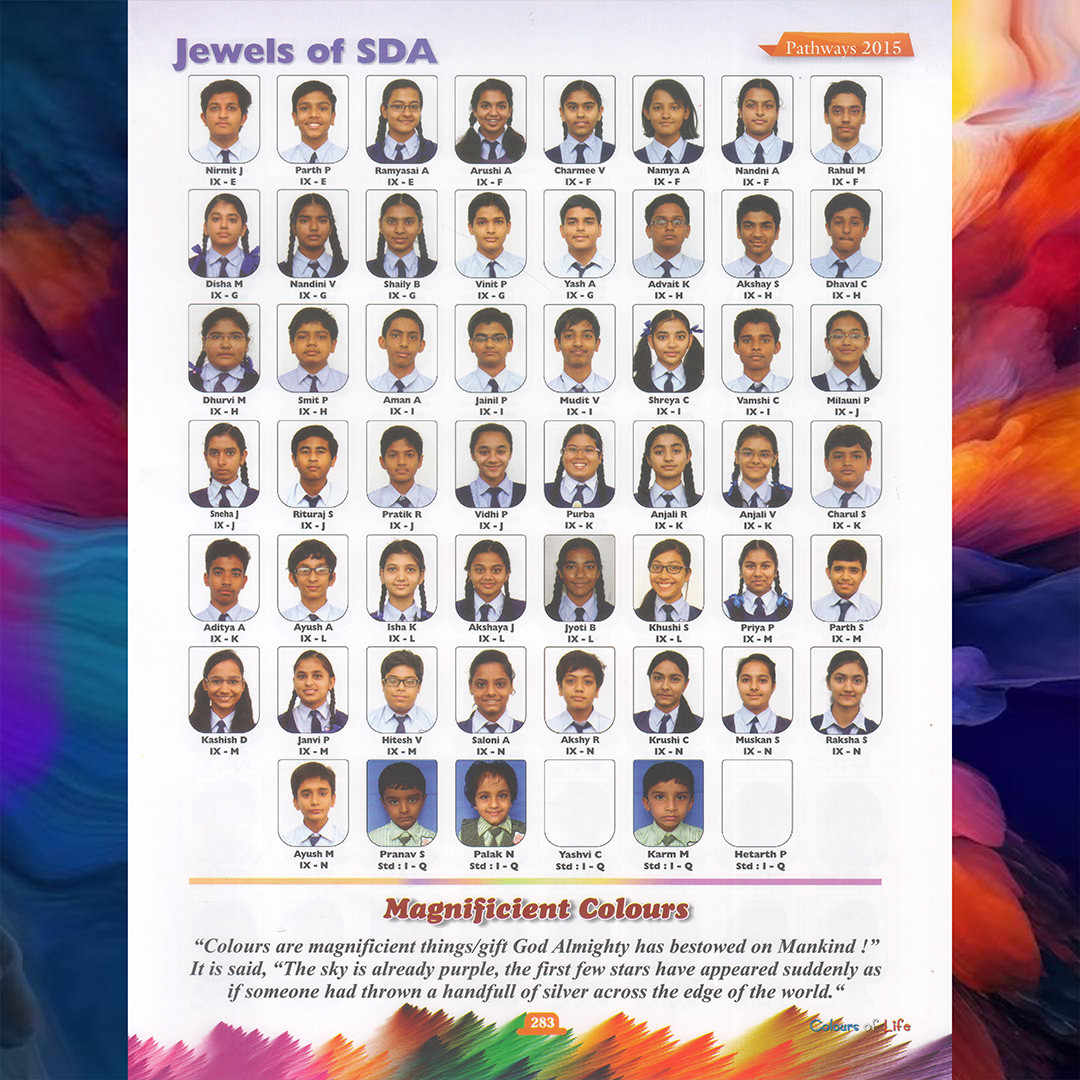 Jewels of SDA
Pathways 2015
Nirmit J Parth P Ramyasai A Arushi A Charmee V Namya A Nandni A Rahul M
IX - E IX - E IX - E IX - F IX - F IX - F IX - F IX - F
Disha M Nandini V Shaily B Vinit P Yash A Advait K Akshay S Dhaval C
IX - G IX - G IX - G IX - G IX - G IX - H IX - H IX - H
Dhurvi M Smit P Aman A Jainil P Mudit V Shreya C Vamshi C Milauni P
IX - H IX - H IX - I IX - I IX - I IX - I IX - I IX - J
Sneha J Rituraj S Pratik R Vidhi P Purba Anjali R Anjali V Charul S
IX - J IX - J IX - J IX - J IX - K IX - K IX - K IX - K
Aditya A Ayush A Isha K Akshaya J Jyoti B Khushi S Priya P Parth S
IX - K IX - L IX - L IX - L IX - L IX - L IX - M IX - M
Kashish D Janvi P Hitesh V Saloni A Akshy R Krushi C Muskan S Raksha S
IX - M IX - M IX - M IX - N IX - N IX - N IX - N IX - N
Ayush M Pranav S Palak N Yashvi C Karm M Hetarth P
IX - N Std : I - Q Std : I - Q Std : I - Q Std : I - Q Std : I - Q
Magnificient Colours
“Colours are magnificient things/gift God Almighty has bestowed on Mankind !”
It is said, “The sky is already purple, the first few stars have appeared suddenly as
if someone had thrown a handfull of silver across the edge of the world.“
283
Colours of Life